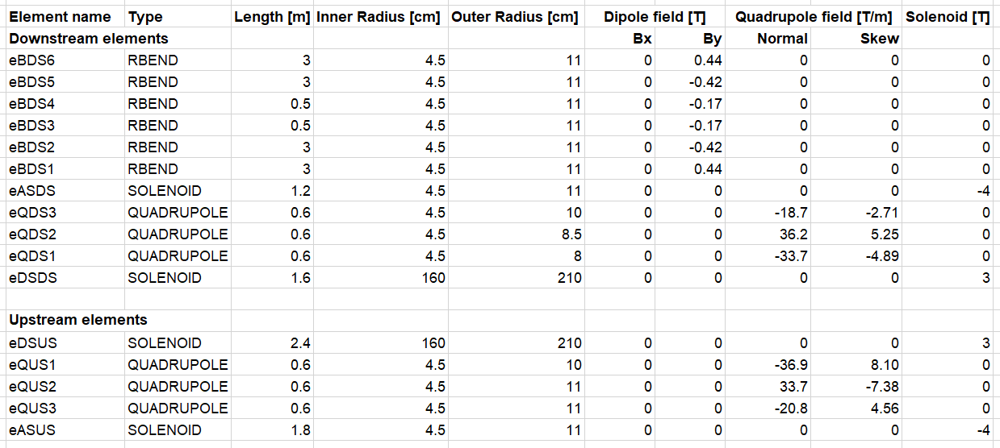 Element name Type Length [m] Inner Radius [cm] Outer Radius [cm] Dipole field [T] Quadrupole field [T/m] Solenoid [T]
Downstream elements Bx By Normal Skew
eBDS6 RBEND 3 4.5 11 0 0.44 0 0 0
eBDS5 RBEND 3 4.5 11 0 -0.42 0 0 0
eBDS4 RBEND 0.5 4.5 11 0 -0.17 0 0 0
eBDS3 RBEND 0.5 4.5 11 0 -0.17 0 0 0
eBDS2 RBEND 3 4.5 11 0 -0.42 0 0 0
eBDS1 RBEND 3 4.5 11 0 0.44 0 0 0
eASDS SOLENOID 1.2 4.5 11 0 0 0 0 -4
eQDS3 QUADRUPOLE 0.6 4.5 10 0 0 -18.7 -2.71 0
eQDS2 QUADRUPOLE 0.6 4.5 8.5 0 0 36.2 5.25 0
eQDS1 QUADRUPOLE 0.6 4.5 8 0 0 -33.7 -4.89 0
eDSDS SOLENOID 1.6 160 210 0 0 0 0 3
Upstream elements
eDSUS SOLENOID 2.4 160 210 0 0 0 0 3
eQUS1 QUADRUPOLE 0.6 4.5 10 0 0 -36.9 8.10 0
eQUS2 QUADRUPOLE 0.6 4.5 11 0 0 33.7 -7.38 0
eQUS3 QUADRUPOLE 0.6 4.5 11 0 0 -20.8 4.56 0
eASUS SOLENOID 1.8 4.5 11 0 0 0 0 -4